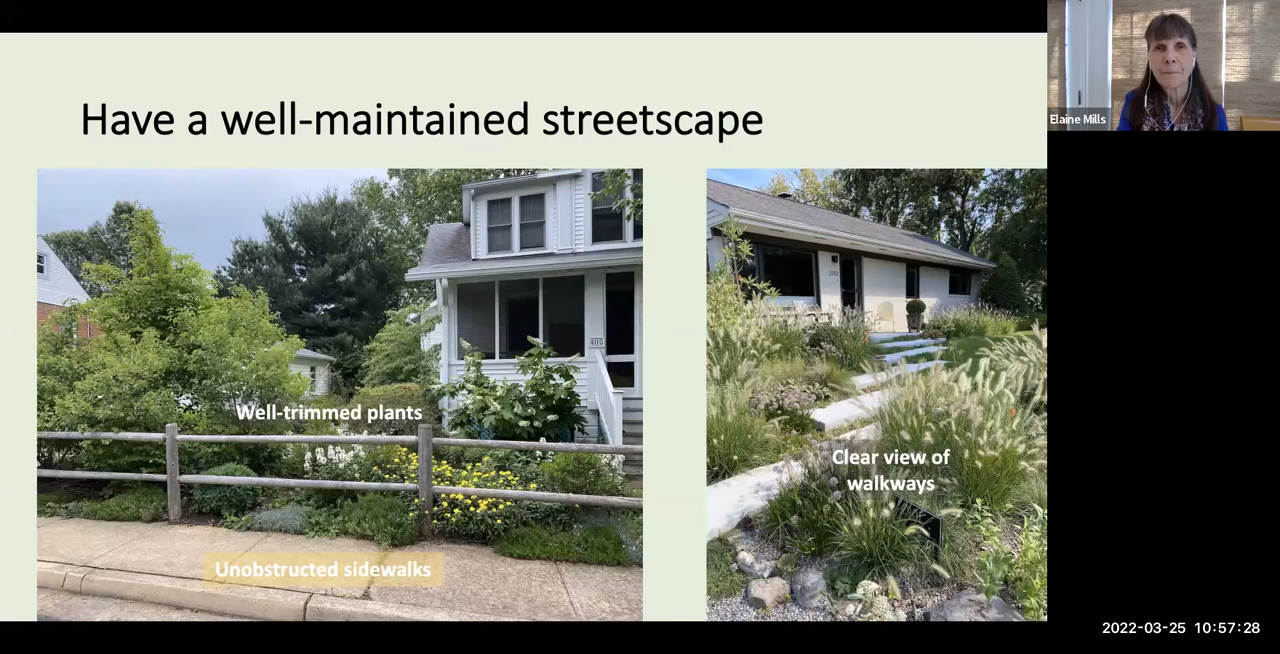 Have a well-maintained streetscape
Elaine Mills
405
Well-trimmed plants
Clear view of
walkways
Unobstructed sidewalks
2022-03-25 10:57:28